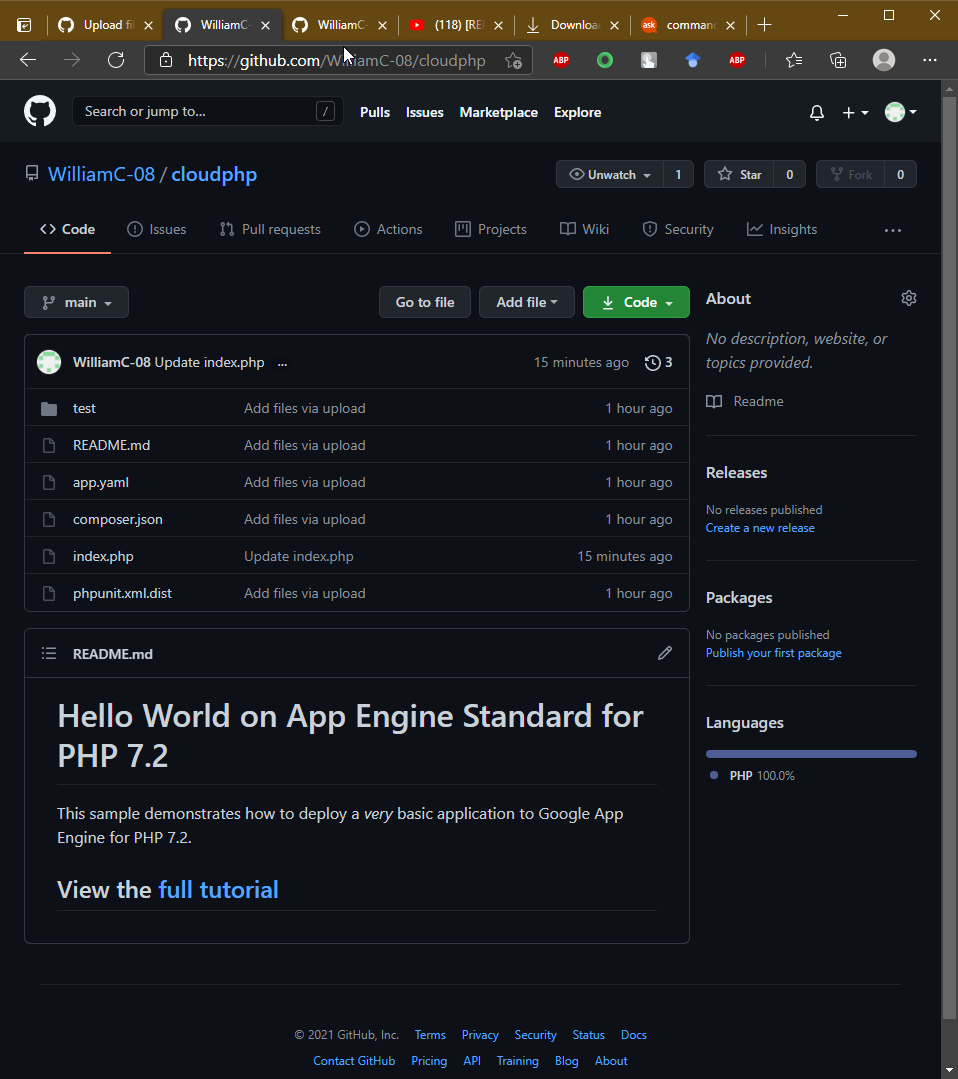 Upload fi WilliamC- WilliamC- (118) [RE Downloa ask comman
https://github.com/WilliamC-08/cloudphp ABP ABP
Search or jump to... / Pulls Issues Marketplace Explore
WilliamC-08 / cloudphp Unwatch 1 Star 0 Fork 0
Code Issues Pull requests Actions Projects Wiki Security Insights ...
main Go to file Add file Code
About
No description, website, or
topics provided.
Readme
Releases
No releases published
Create a new release
Packages
No packages published
Publish your first package
Languages
PHP 100.0%
WilliamC-08 Update index.php ... 15 minutes ago 3
test Add files via upload 1 hour ago
README.md Add files via upload 1 hour ago
app.yaml Add files via upload 1 hour ago
composer.json Add files via upload 1 hour ago
index.php Update index.php 15 minutes ago
phpunit.xml.dist Add files via upload 1 hour ago
README.md
Hello World on App Engine Standard for
PHP 7.2
This sample demonstrates how to deploy a very basic application to Google App
Engine for PHP 7.2.
View the full tutorial
© 2021 GitHub, Inc. Terms Privacy Security Status Docs
Contact GitHub Pricing API Training Blog About